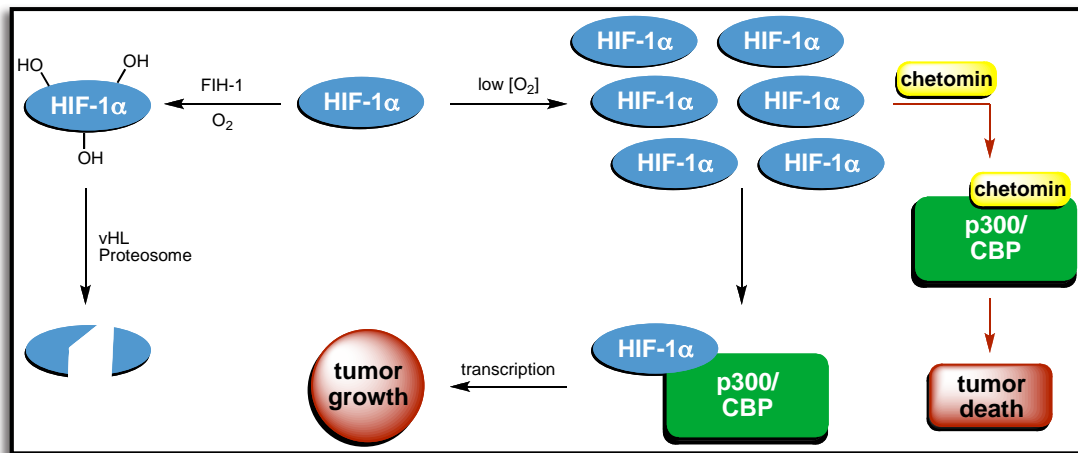 HO
OH
HIF-1α
OH
FIH-1
O2
HIF-1α
low [O2]
HIF-1α
HIF-1α
HIF-1α
HIF-1α
HIF-1α
HIF-1α
chetomin
chetomin
p300/
CBP
vHL
Proteosome
HIF-1α
p300/
CBP
transcription
tumor
growth
tumor
death